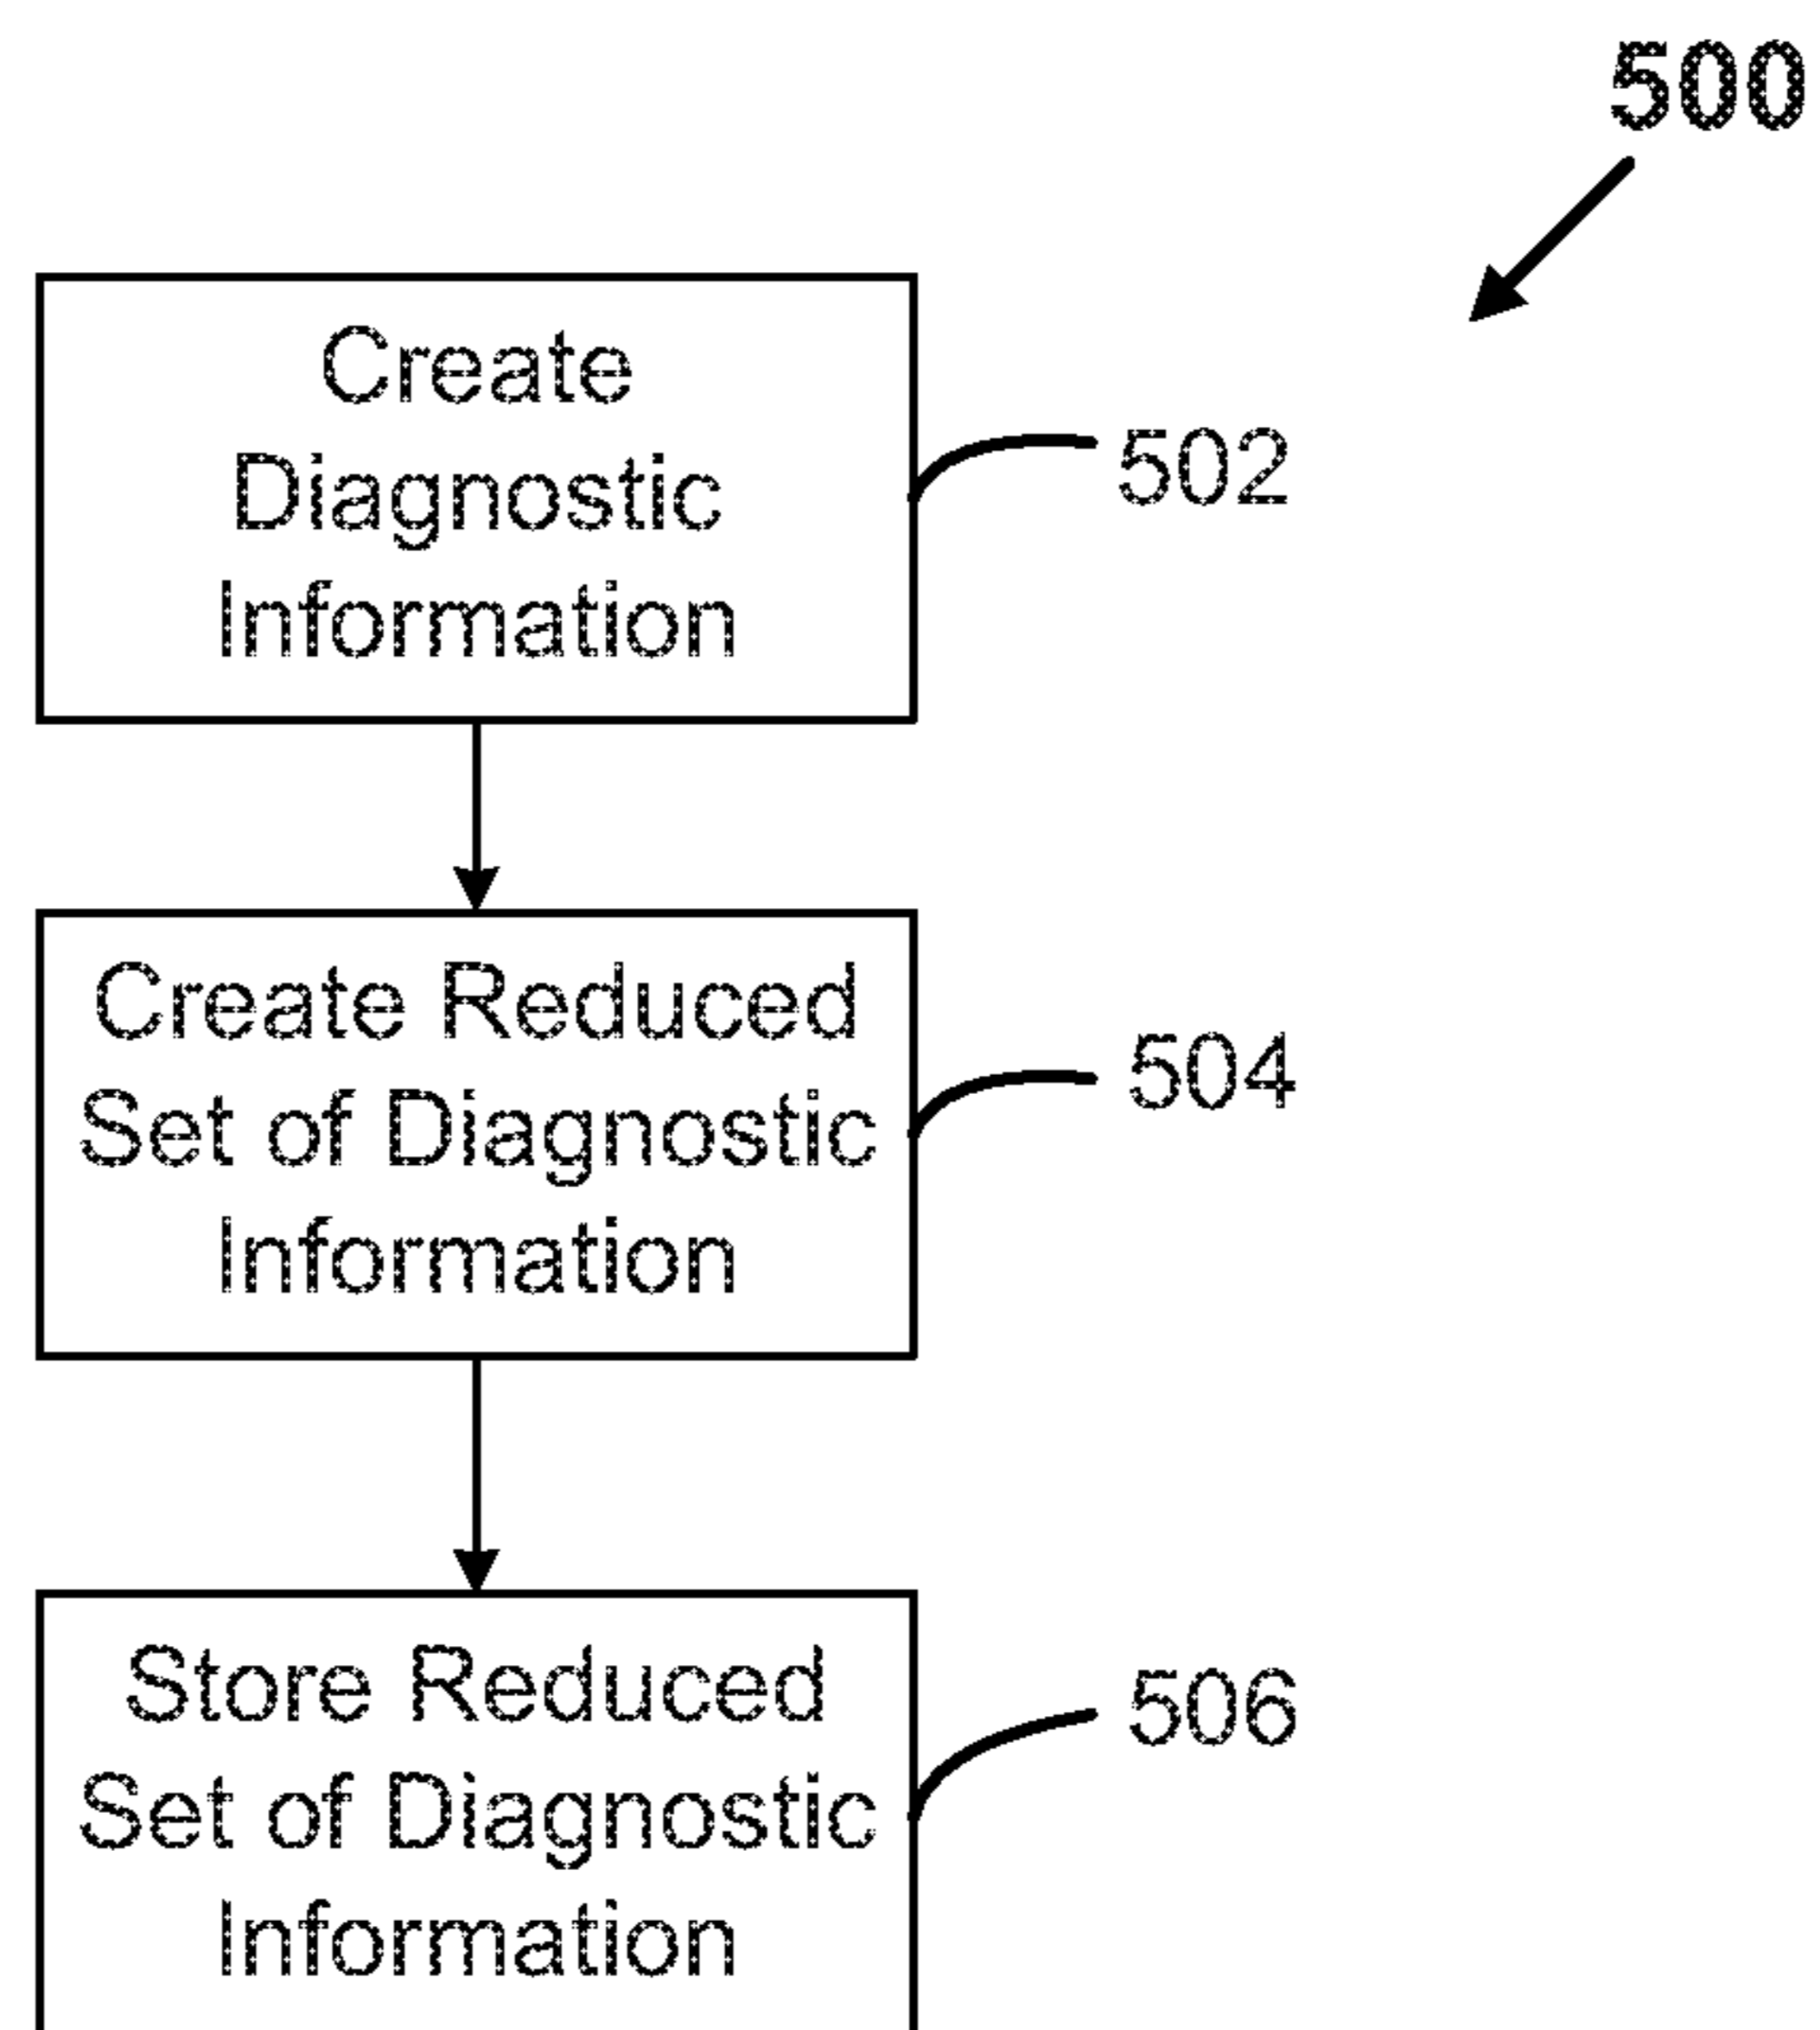 500
Create
Diagnostic
Information
502
Create Reduced
Set of Diagnostic
Information
504
Store Reduced
Set of Diagnostic
Information
506